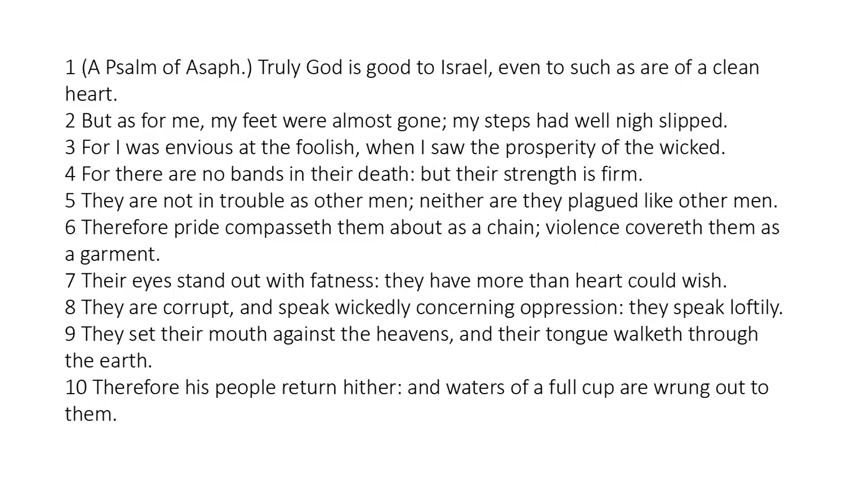 1 (A Psalm of Asaph.) Truly God is good to Israel, even to such as are of a clean
heart.
2 But as for me, my feet were almost gone; my steps had well nigh slipped.
3 For I was envious at the foolish, when I saw the prosperity of the wicked.
4 For there are no bands in their death: but their strength is firm.
5 They are not in trouble as other men; neither are they plagued like other men.
6 Therefore pride compasseth them about as a chain; violence covereth them as
a garment.
7 Their eyes stand out with fatness: they have more than heart could wish.
8 They are corrupt, and speak wickedly concerning oppression: they speak loftily.
9 They set their mouth against the heavens, and their tongue walketh through
the earth.
10 Therefore his people return hither: and waters of a full cup are wrung out to
them.